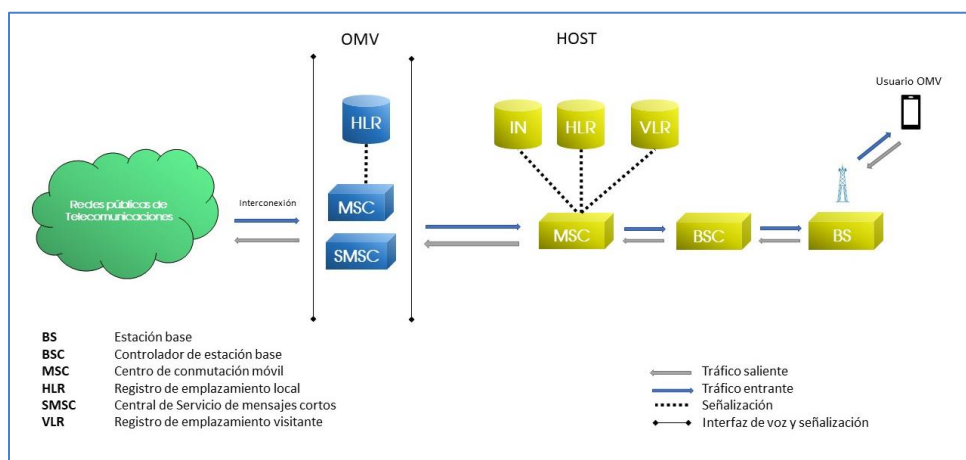 OMV
HOST
Usuario OMV
HLR
IN
HLR
VLR
Redes públicas de
Telecomunicaciones
Interconexión
MSC
SMSC
MSC
BSC
BS
BS Estación base
BSC Controlador de estación base
MSC Centro de conmutación móvil
HLR Registro de emplazamiento local
SMSC Central de Servicio de mensajes cortos
VLR Registro de emplazamiento visitante
Tráfico saliente
Tráfico entrante
Señalización
Interfaz de voz y señalización